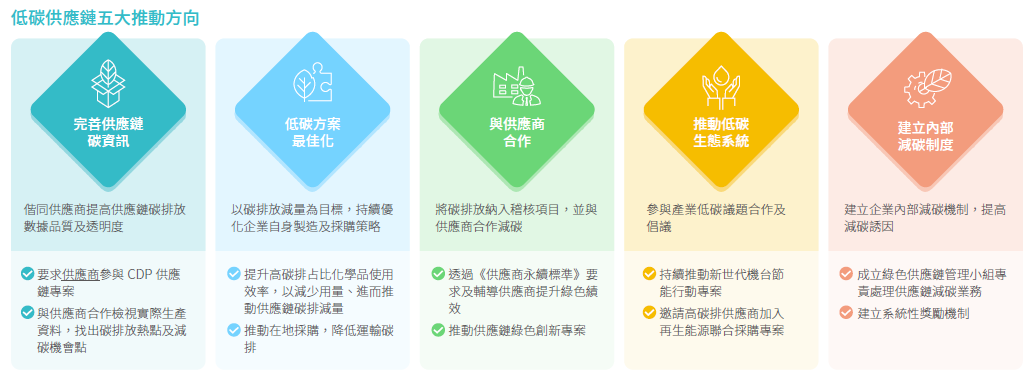 低碳供應鏈五大推動方向
完善供應鏈
碳資訊
偕同供應商提高供應鏈碳排放
數據品質及透明度
要求供應商參與 CDP 供應
鏈專案
與供應商合作檢視實際生產
資料，找出碳排放熱點及減
碳機會點
低碳方案
最佳化
以碳排放減量為目標，持續優
化企業自身製造及採購策略
提升高碳排占比化學品使用
效率，以減少用量、進而推
動供應鏈碳排減量
推動在地採購，降低運輸碳
排
與供應商
合作
將碳排放納入稽核項目，並與
供應商合作減碳
透過《供應商永續標準》要
求及輔導供應商提升綠色績
效
推動供應鏈綠色創新專案
推動低碳
生態系統
參與產業低碳議題合作及
倡議
持續推動新世代機台節
能行動專案
邀請高碳排供應商加入
再生能源聯合採購專案
建立內部
減碳制度
建立企業內部減碳機制，提高
減碳誘因
成立綠色供應鏈管理小組專
責處理供應鏈減碳業務
建立系統性獎勵機制